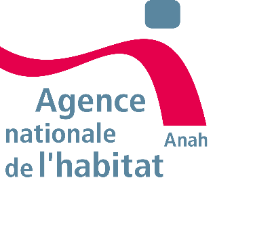 Agence
nationale
de l'habitat
Anah